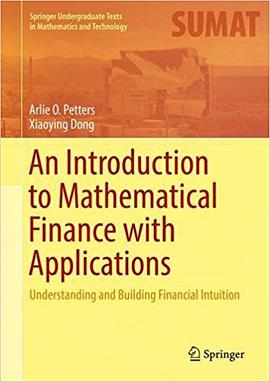 Springer Undergraduate Texts
in Mathematics and Technology
SUMAT
Arlie O. Petters
Xiaoying Dong
An Introduction
to Mathematical
Finance with
Applications
Understanding and Building Financial Intuition
Springer